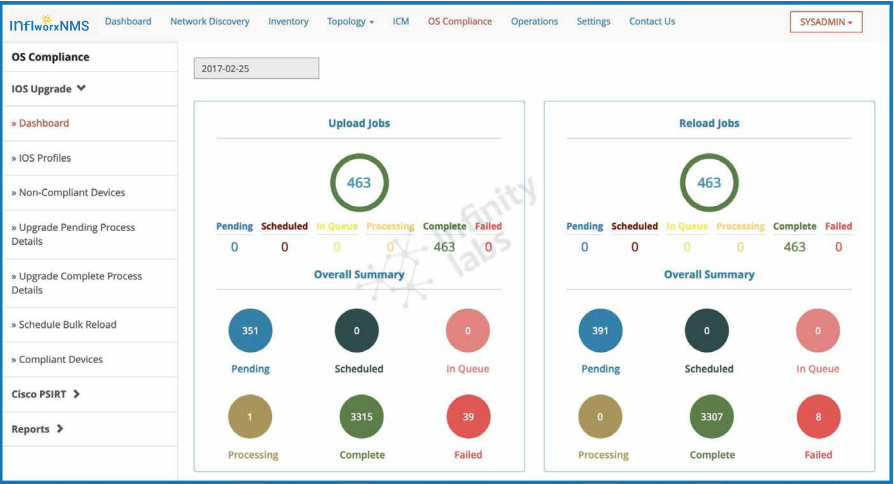 InfiworxNMS
Dashboard Network Discovery Inventory Topology ICM OS Compliance Operations Settings Contact Us SYSADMIN
OS Compliance
IOS Upgrade
» Dashboard
» IOS Profiles
» Non-Compliant Devices
» Upgrade Pending Process
Details
» Upgrade Complete Process
Details
» Schedule Bulk Reload
» Compliant Devices
Cisco PSIRT
Reports
2017-02-25
Upload Jobs
463
Pending Scheduled In Queue Processing Complete Failed
0 0 0 0 463 0
Overall Summary
351 0 0
Pending Scheduled In Queue
1 3315 39
Processing Complete Failed
Reload Jobs
463
Pending Scheduled In Queue Processing Complete Failed
0 0 0 0 463 0
Overall Summary
391 0 0
Pending Scheduled In Queue
0 3307 8
Processing Complete Failed
infinity
labs